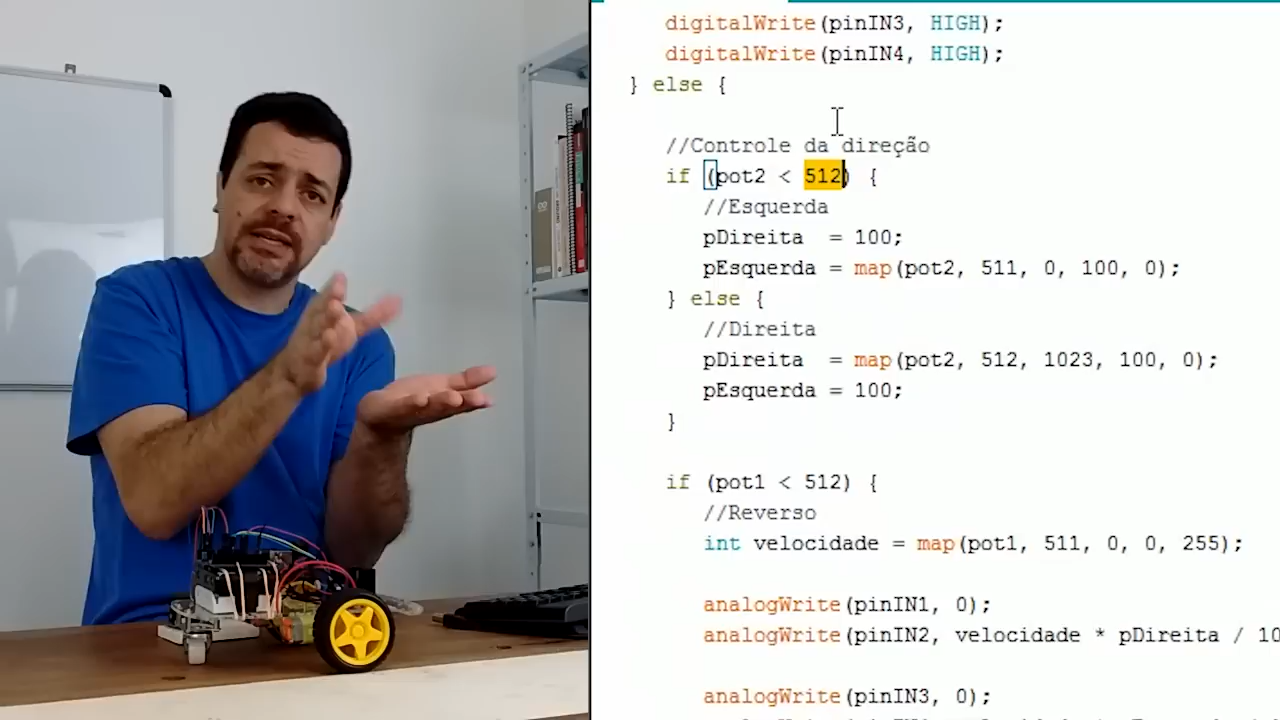 digitalWrite(pinIN3, HIGH);
digitalWrite(pinIN4, HIGH);
} else {
//Controle da direção
if (pot2 < 512) {
//Esquerda
pDireita  = 100;
pEsquerda = map(pot2, 511, 0, 100, 0);
} else {
//Direita
pDireita  = map(pot2, 512, 1023, 100, 0);
pEsquerda = 100;
}
if (pot1 < 512) {
//Reverso
int velocidade = map(pot1, 511, 0, 0, 255);
analogWrite(pinIN1, 0);
analogWrite(pinIN2, velocidade * pDireita / 10
analogWrite(pinIN3, 0);